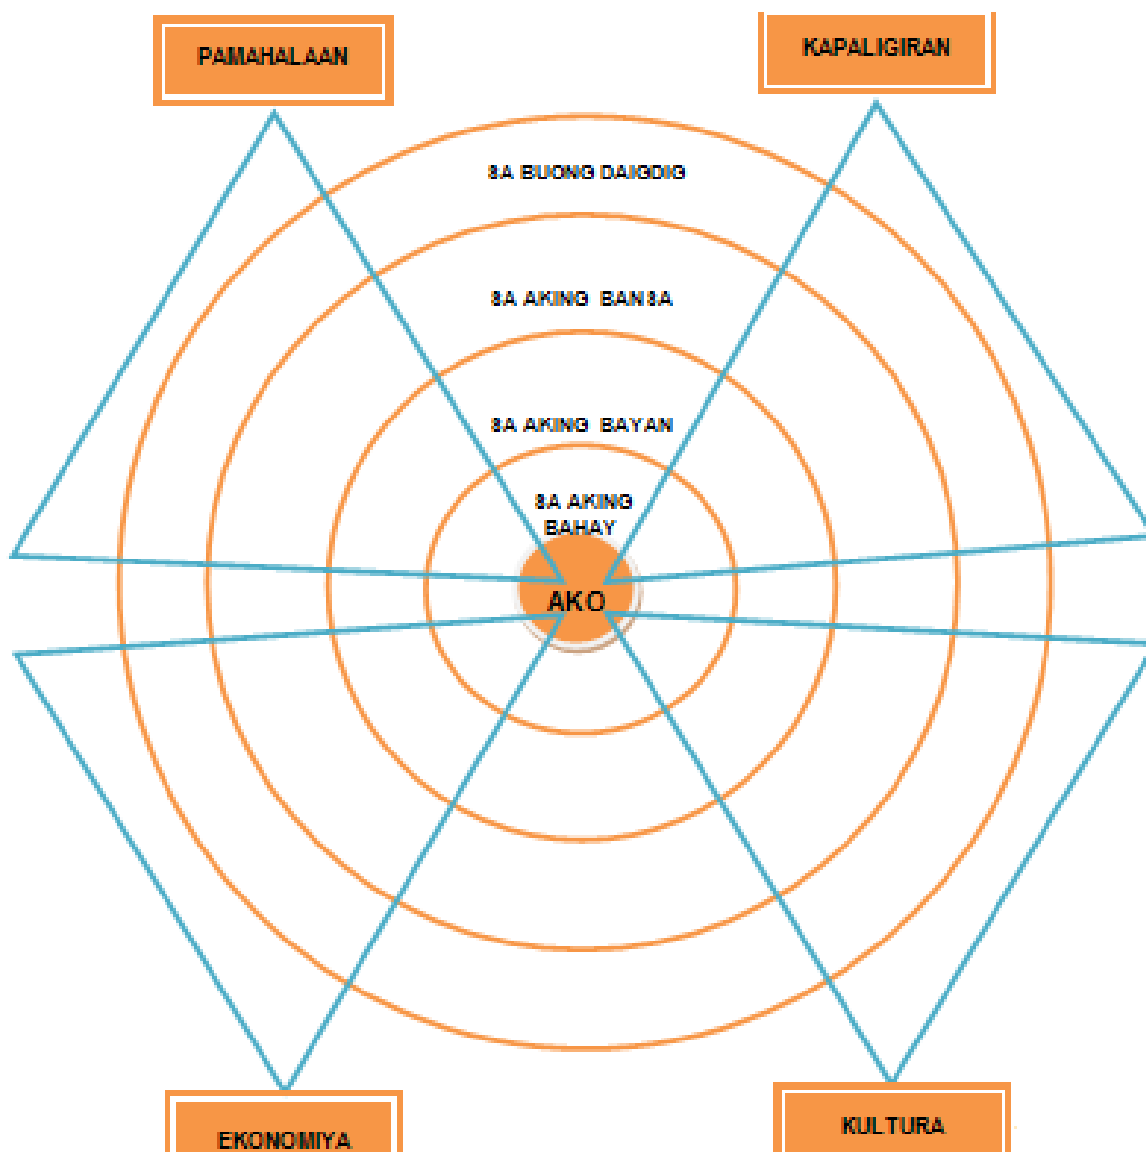 PAMAHALAAN
KAPALIGIRAN
SA BUONG DAIGDIG
SA AKING BANSA
SA AKING BAYAN
SA AKING
BAHAY
AKO
EKONOMIYA
KULTURA